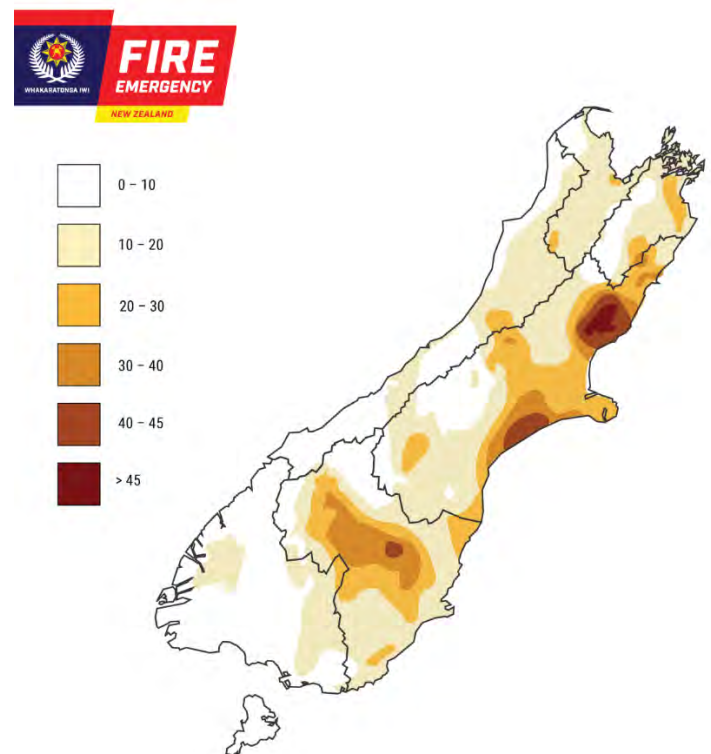 FIRE
EMERGENCY
NEW ZEALAND
WHAKARATONGA IWI
0 – 10
10 – 20
20 – 30
30 – 40
40 – 45
> 45